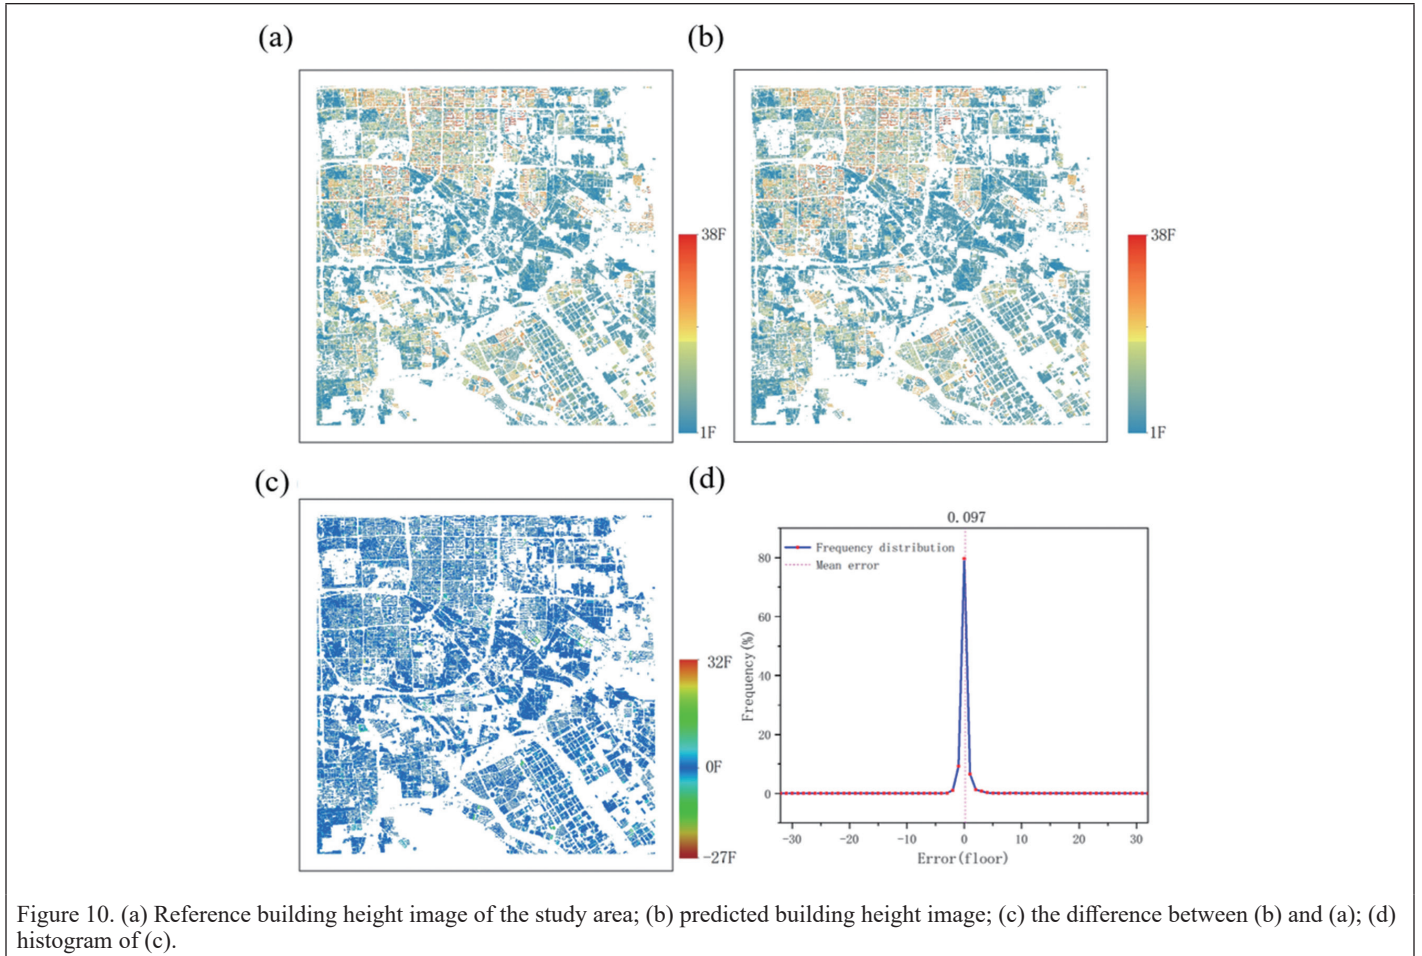 (a)
(b)
38F
1F
38F
1F
(c)
32F
0F
-27F
(d)
0.097
Frequency distribution
Mean error
Frequency(%)
80
60
40
20
0
-30
-20
-10
0
10
20
30
Error(floor)
Figure 10. (a) Reference building height image of the study area; (b) predicted building height image; (c) the difference between (b) and (a); (d)
histogram of (c).